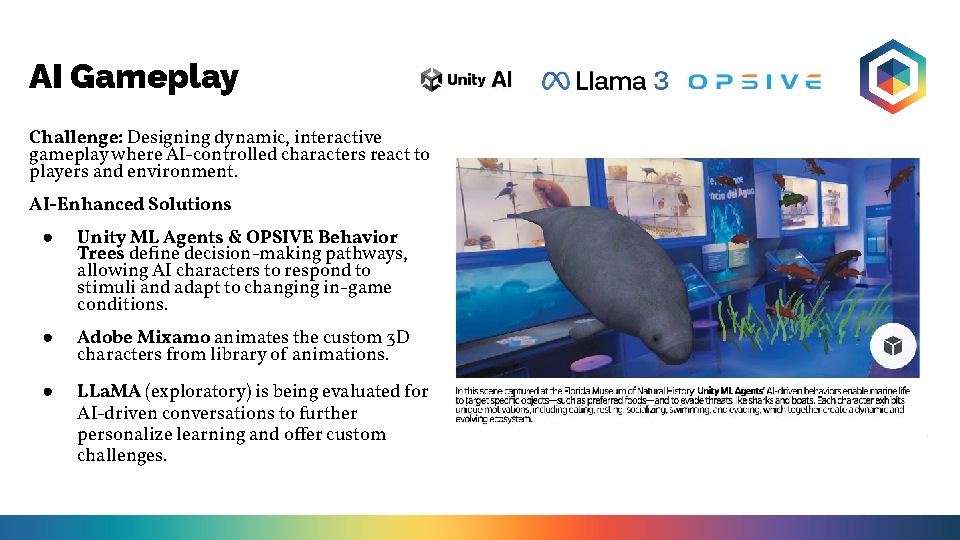 AI Gameplay
Unity AI
Llama 3
OPSIVE
Challenge: Designing dynamic, interactive
gameplay where AI-controlled characters react to
players and environment.
AI-Enhanced Solutions
● Unity ML Agents & OPSIVE Behavior
Trees define decision-making pathways,
allowing AI characters to respond to
stimuli and adapt to changing in-game
conditions.
● Adobe Mixamo animates the custom 3D
characters from library of animations.
● LLaMA (exploratory) is being evaluated for
AI-driven conversations to further
personalize learning and offer custom
challenges.
del Agua
In this scene captured at the Florida Museum of Natural History, Unity ML Agents' AI-driven behaviors enable marine life
to target specific objects—such as preferred foods—and to evade threats like sharks and boats. Each character exhibits
unique motivations, including eating, resting, socializing, swimming, and evading, which together create a dynamic and
evolving ecosystem.